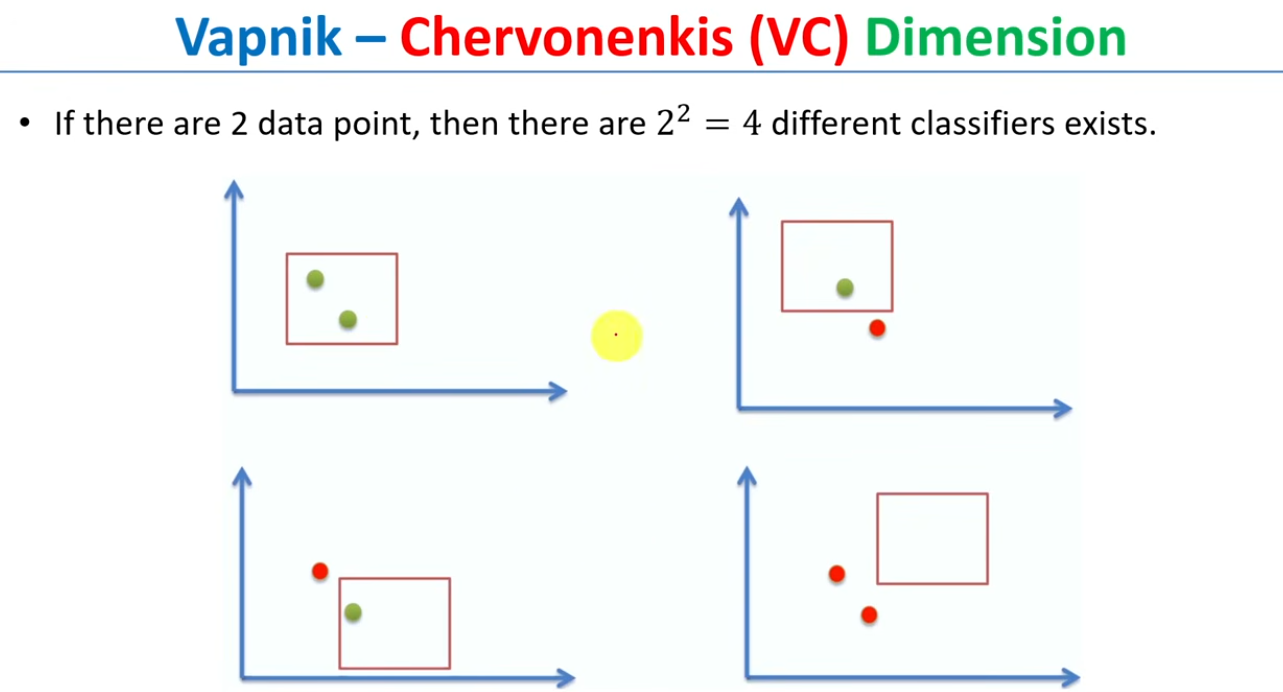 Vapnik – Chervonenkis (VC) Dimension
• If there are 2 data point, then there are 2² = 4 different classifiers exists.